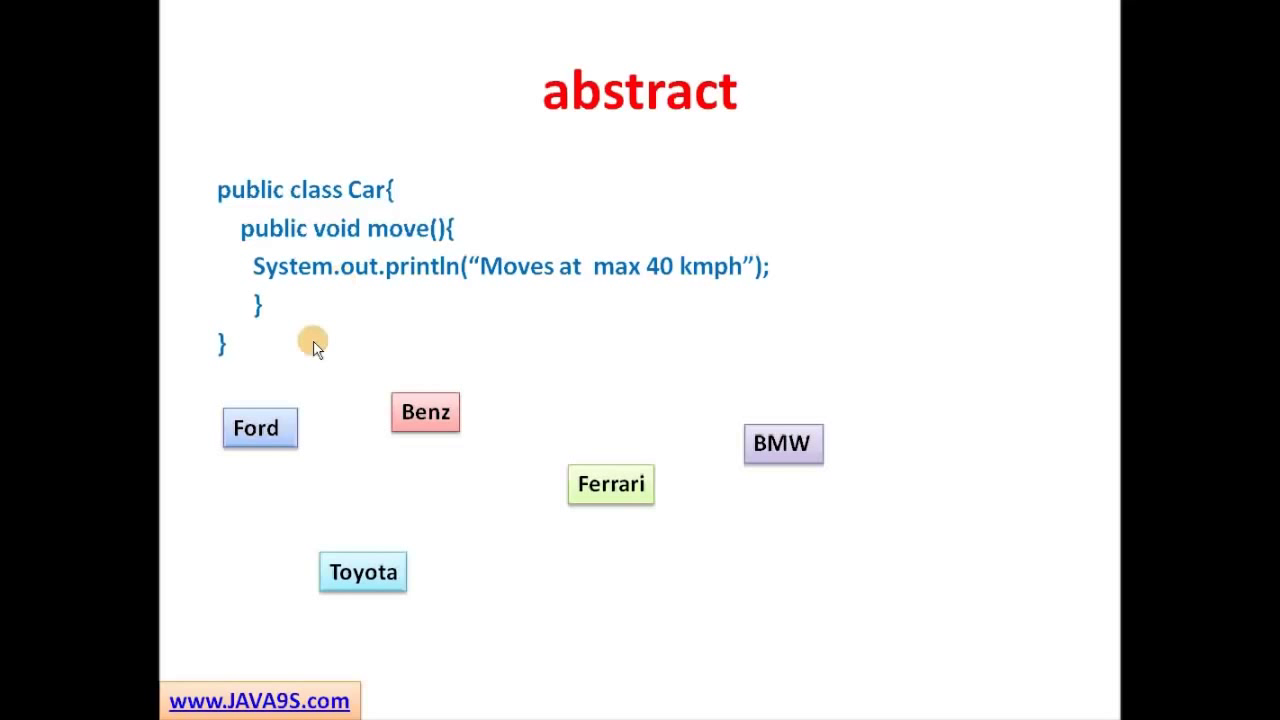 abstract
public class Car{
public void move(){
System.out.println(“Moves at  max 40 kmph”);
}
}
Ford
Benz
BMW
Ferrari
Toyota
www.JAVA9S.com